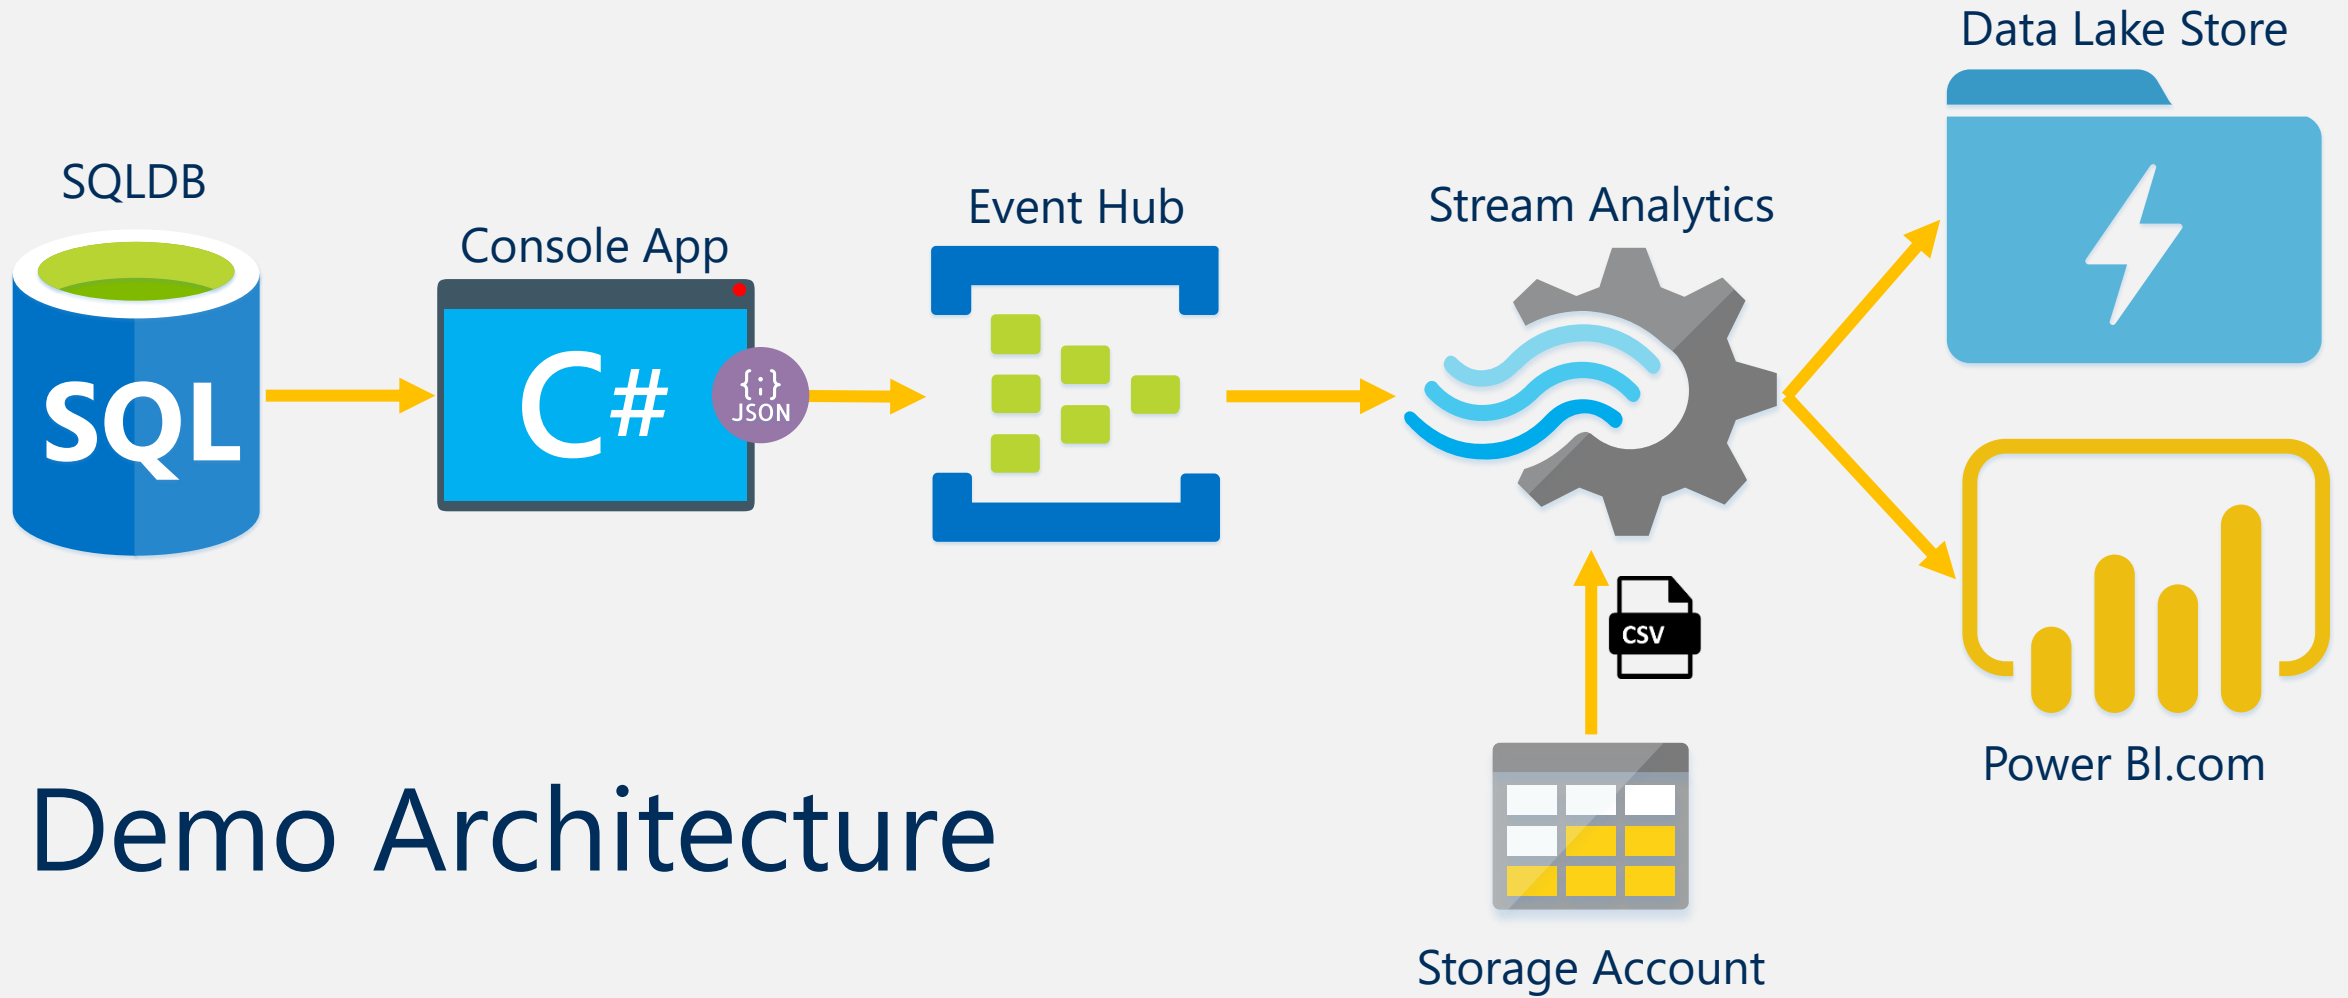 Data Lake Store
SQLDB
Event Hub
Stream Analytics
Console App
SQL
C#
{;}
JSON
CSV
Power BI.com
Demo Architecture
Storage Account